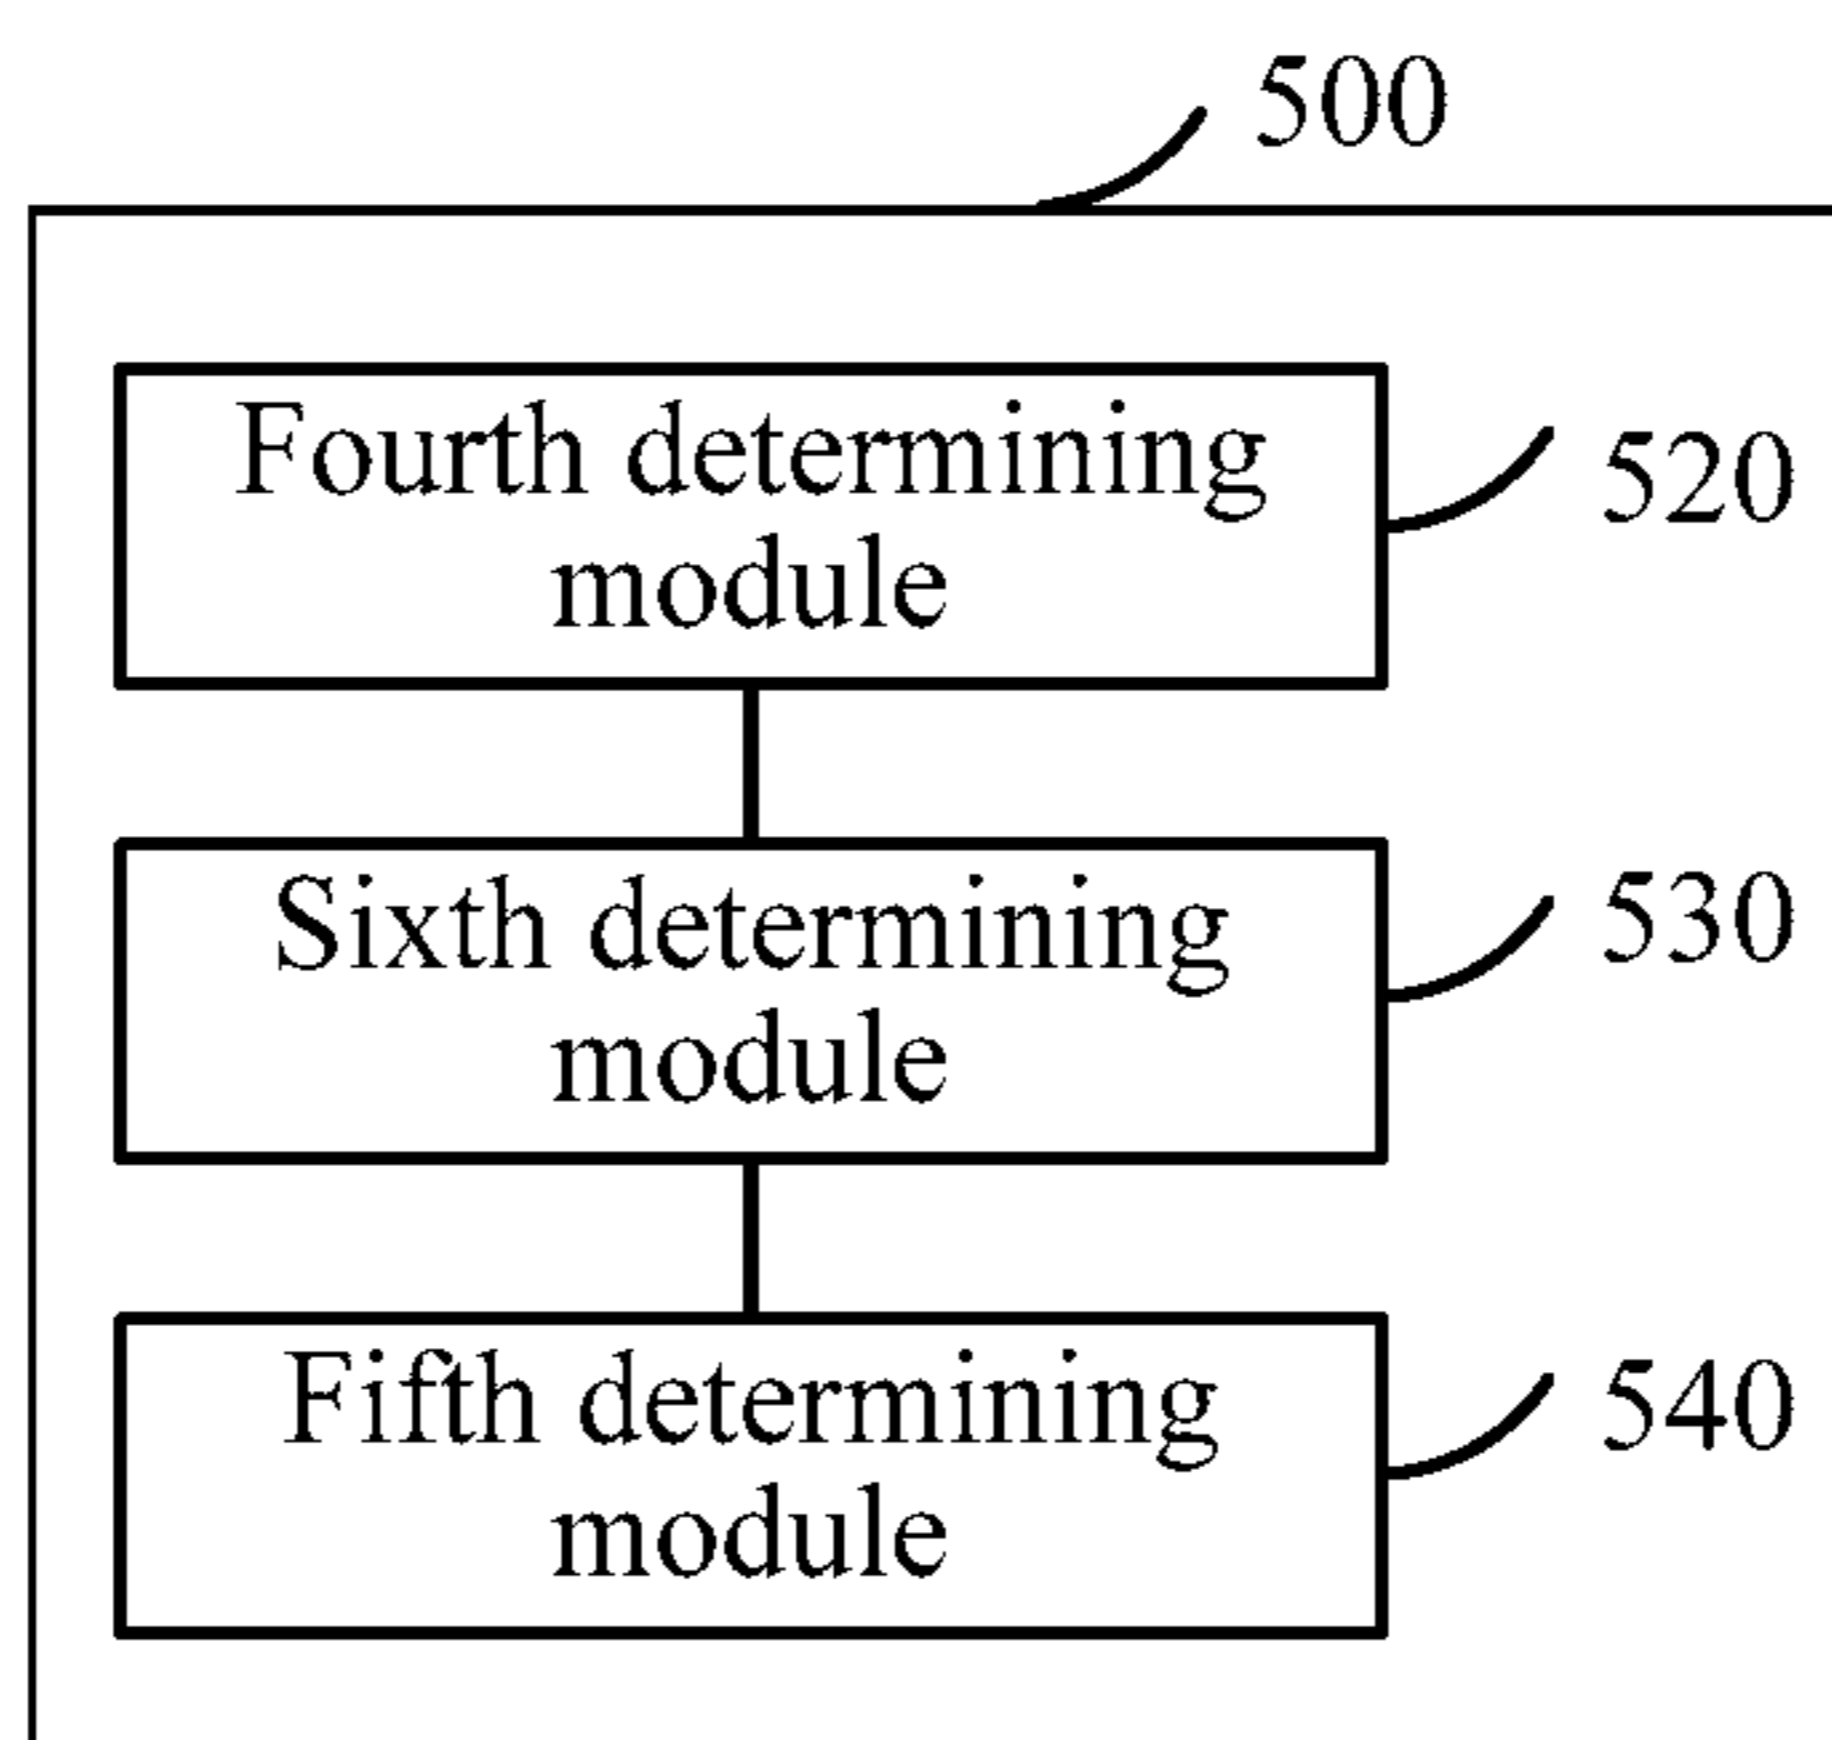 500
Fourth determining
module
520
Sixth determining
module
530
Fifth determining
module
540